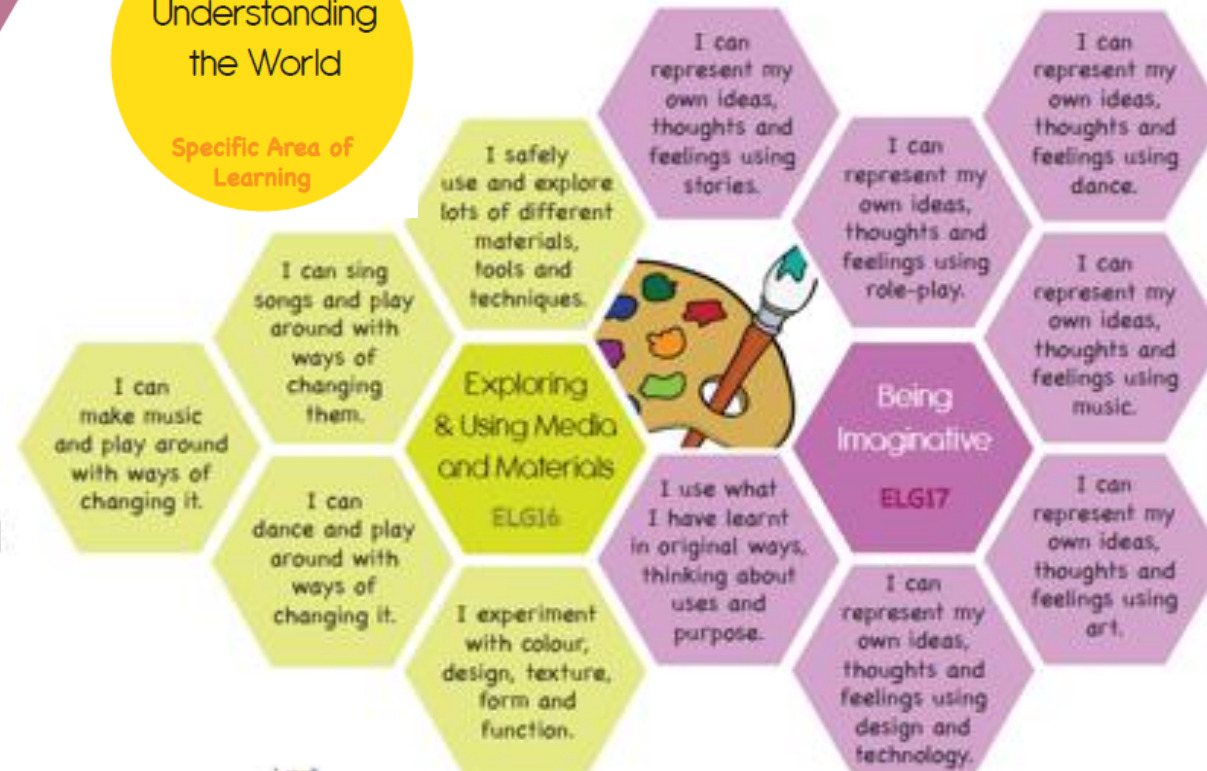 Understanding
the World
Specific Area of
Learning
I safely
use and explore
lots of different
materials,
tools and
techniques.
I can sing
songs and play
around with
ways of
changing
them.
I can
make music
and play around
with ways of
changing it.
I can
dance and play
around with
ways of
changing it.
Exploring
& Using Media
and Materials
ELG16
I experiment
with colour,
design, texture,
form and
function.
I can
represent my
own ideas,
thoughts and
feelings using
stories.
I can
represent my
own ideas,
thoughts and
feelings using
role-play.
I can
represent my
own ideas,
thoughts and
feelings using
dance.
I can
represent my
own ideas,
thoughts and
feelings using
music.
Being
Imaginative
ELG17
I use what
I have learnt
in original ways,
thinking about
uses and
purpose.
I can
represent my
own ideas,
thoughts and
feelings using
art.
I can
represent my
own ideas,
thoughts and
feelings using
design and
technology.